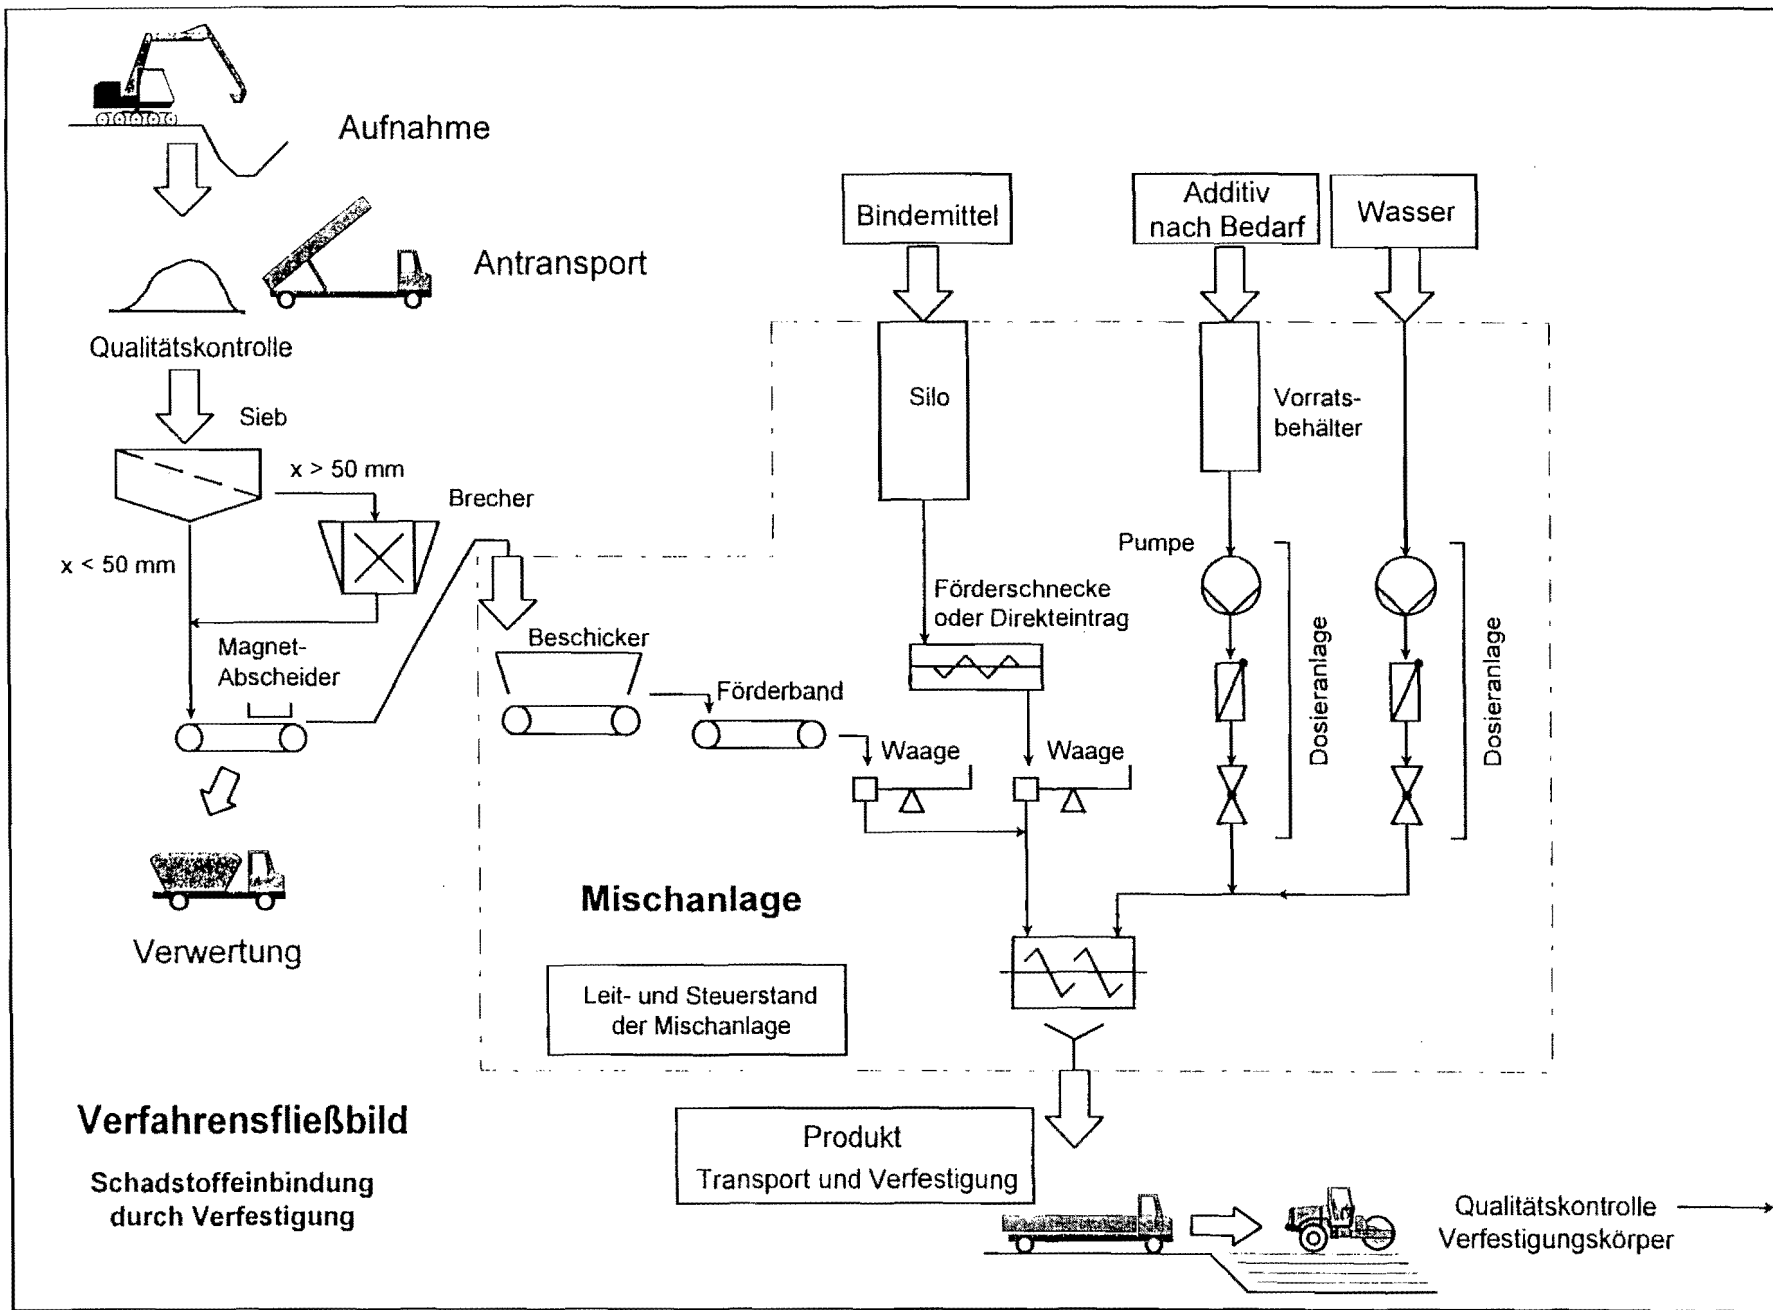 Aufnahme
Antransport
Qualitätskontrolle
Sieb
x > 50 mm
Brecher
x < 50 mm
Magnet-
Abscheider
Verwertung
Bindemittel
Additiv
nach Bedarf
Wasser
Silo
Vorrats-
behälter
Pumpe
Förderschnecke
oder Direkteintrag
Dosieranlage
Dosieranlage
Beschicker
Förderband
Waage
Waage
Mischanlage
Leit- und Steuerstand
der Mischanlage
Verfahrensfließbild
Schadstoffeinbindung
durch Verfestigung
Produkt
Transport und Verfestigung
Qualitätskontrolle
Verfestigungskörper